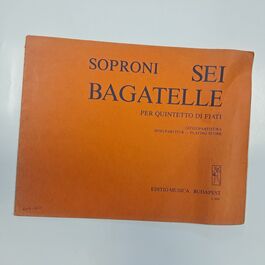 SOPRONI SEI
BAGATELLE
PER QUINTETTO DI FIATI
EDITIO MUSICA, BUDAPEST